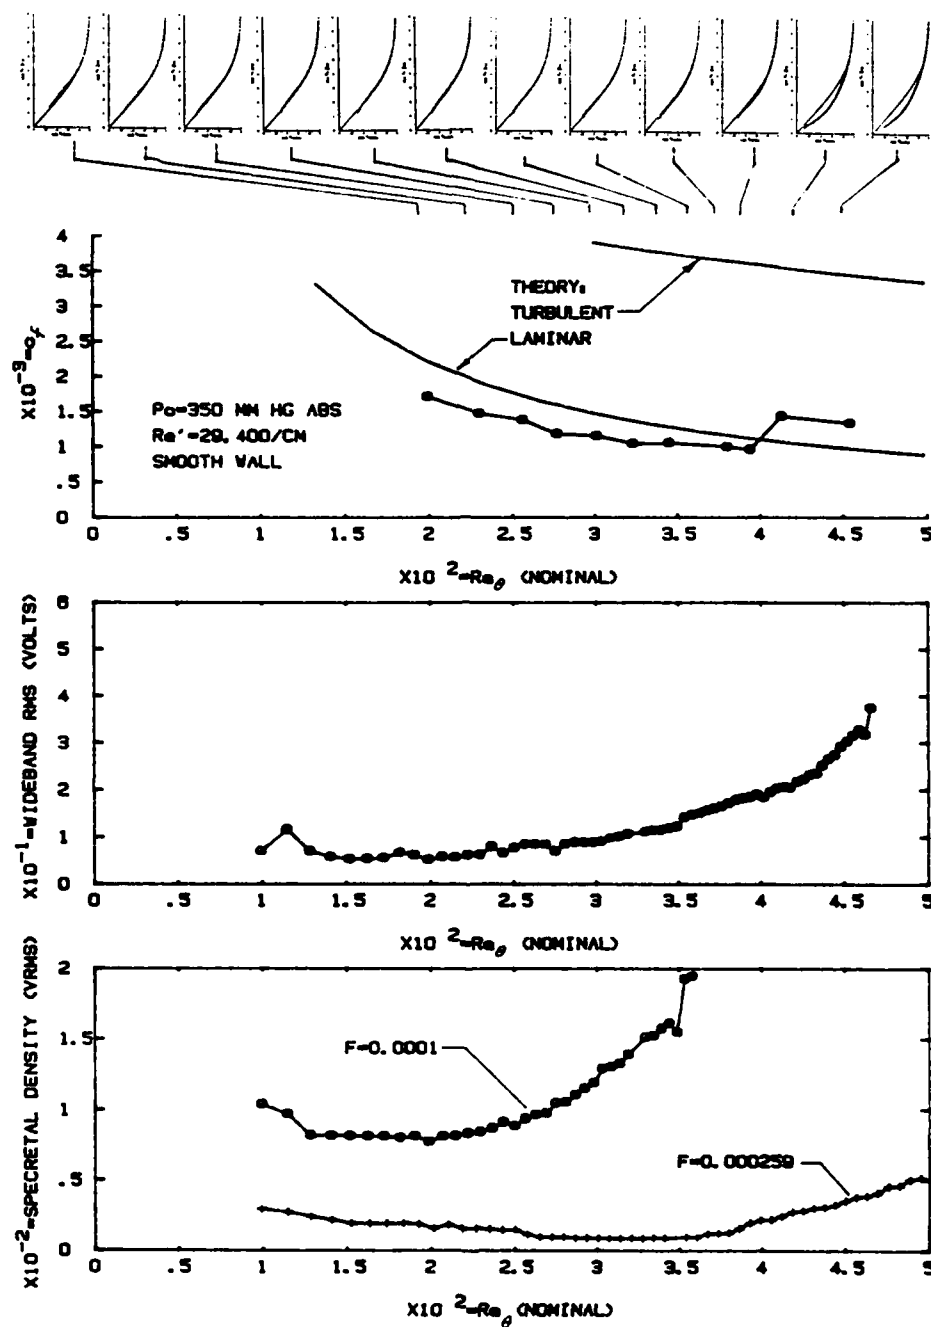 4
3.5
3
2.5
2
1.5
1
.5
0
X10⁻³=c_f
THEORY:
TURBULENT
LAMINAR
Po=350 MM HG ABS
Re'=29,400/CM
SMOOTH WALL
0 .5 1 1.5 2 2.5 3 3.5 4 4.5 5
X10 ²=Re_θ (NOMINAL)
6
5
4
3
2
1
0
X10⁻¹=WIDEBAND RMS (VOLTS)
0 .5 1 1.5 2 2.5 3 3.5 4 4.5 5
X10 ²=Re_θ (NOMINAL)
2
1.5
1
.5
0
X10⁻²=SPECRETAL DENSITY (VRMS)
F=0.0001
F=0.000259
0 .5 1 1.5 2 2.5 3 3.5 4 4.5 5
X10 ²=Re_θ (NOMINAL)